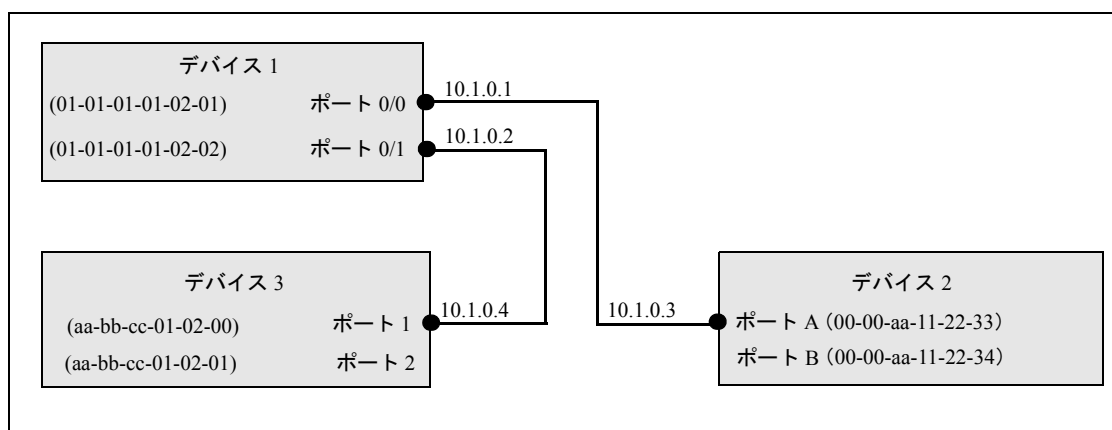 デバイス 1
(01-01-01-01-02-01) ポート 0/0 10.1.0.1
(01-01-01-01-02-02) ポート 0/1 10.1.0.2
デバイス 3
(aa-bb-cc-01-02-00) ポート 1 10.1.0.4
(aa-bb-cc-01-02-01) ポート 2
デバイス 2
10.1.0.3 ポート A（00-00-aa-11-22-33）
ポート B（00-00-aa-11-22-34）